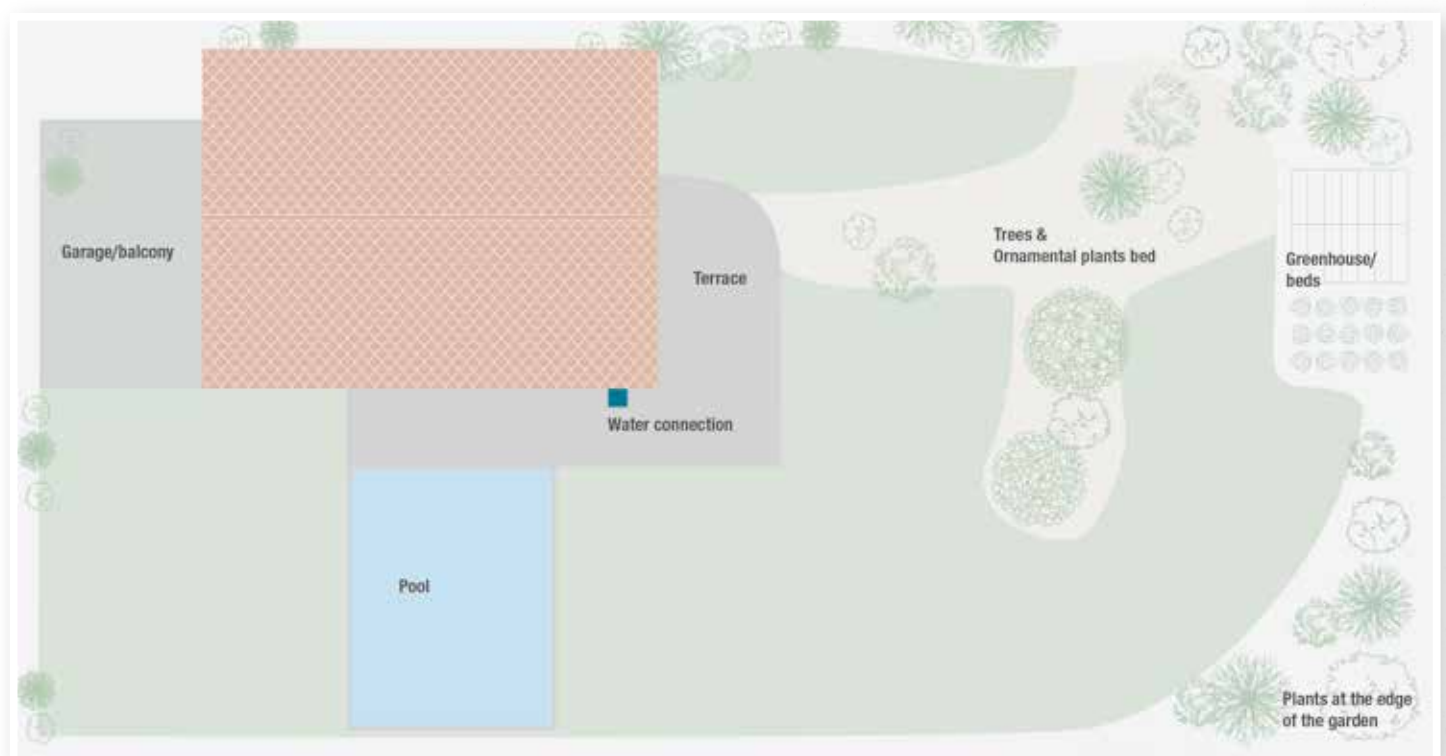 Garage/balcony
Terrace
Trees &
Ornamental plants bed
Greenhouse/
beds
Water connection
Pool
Plants at the edge
of the garden